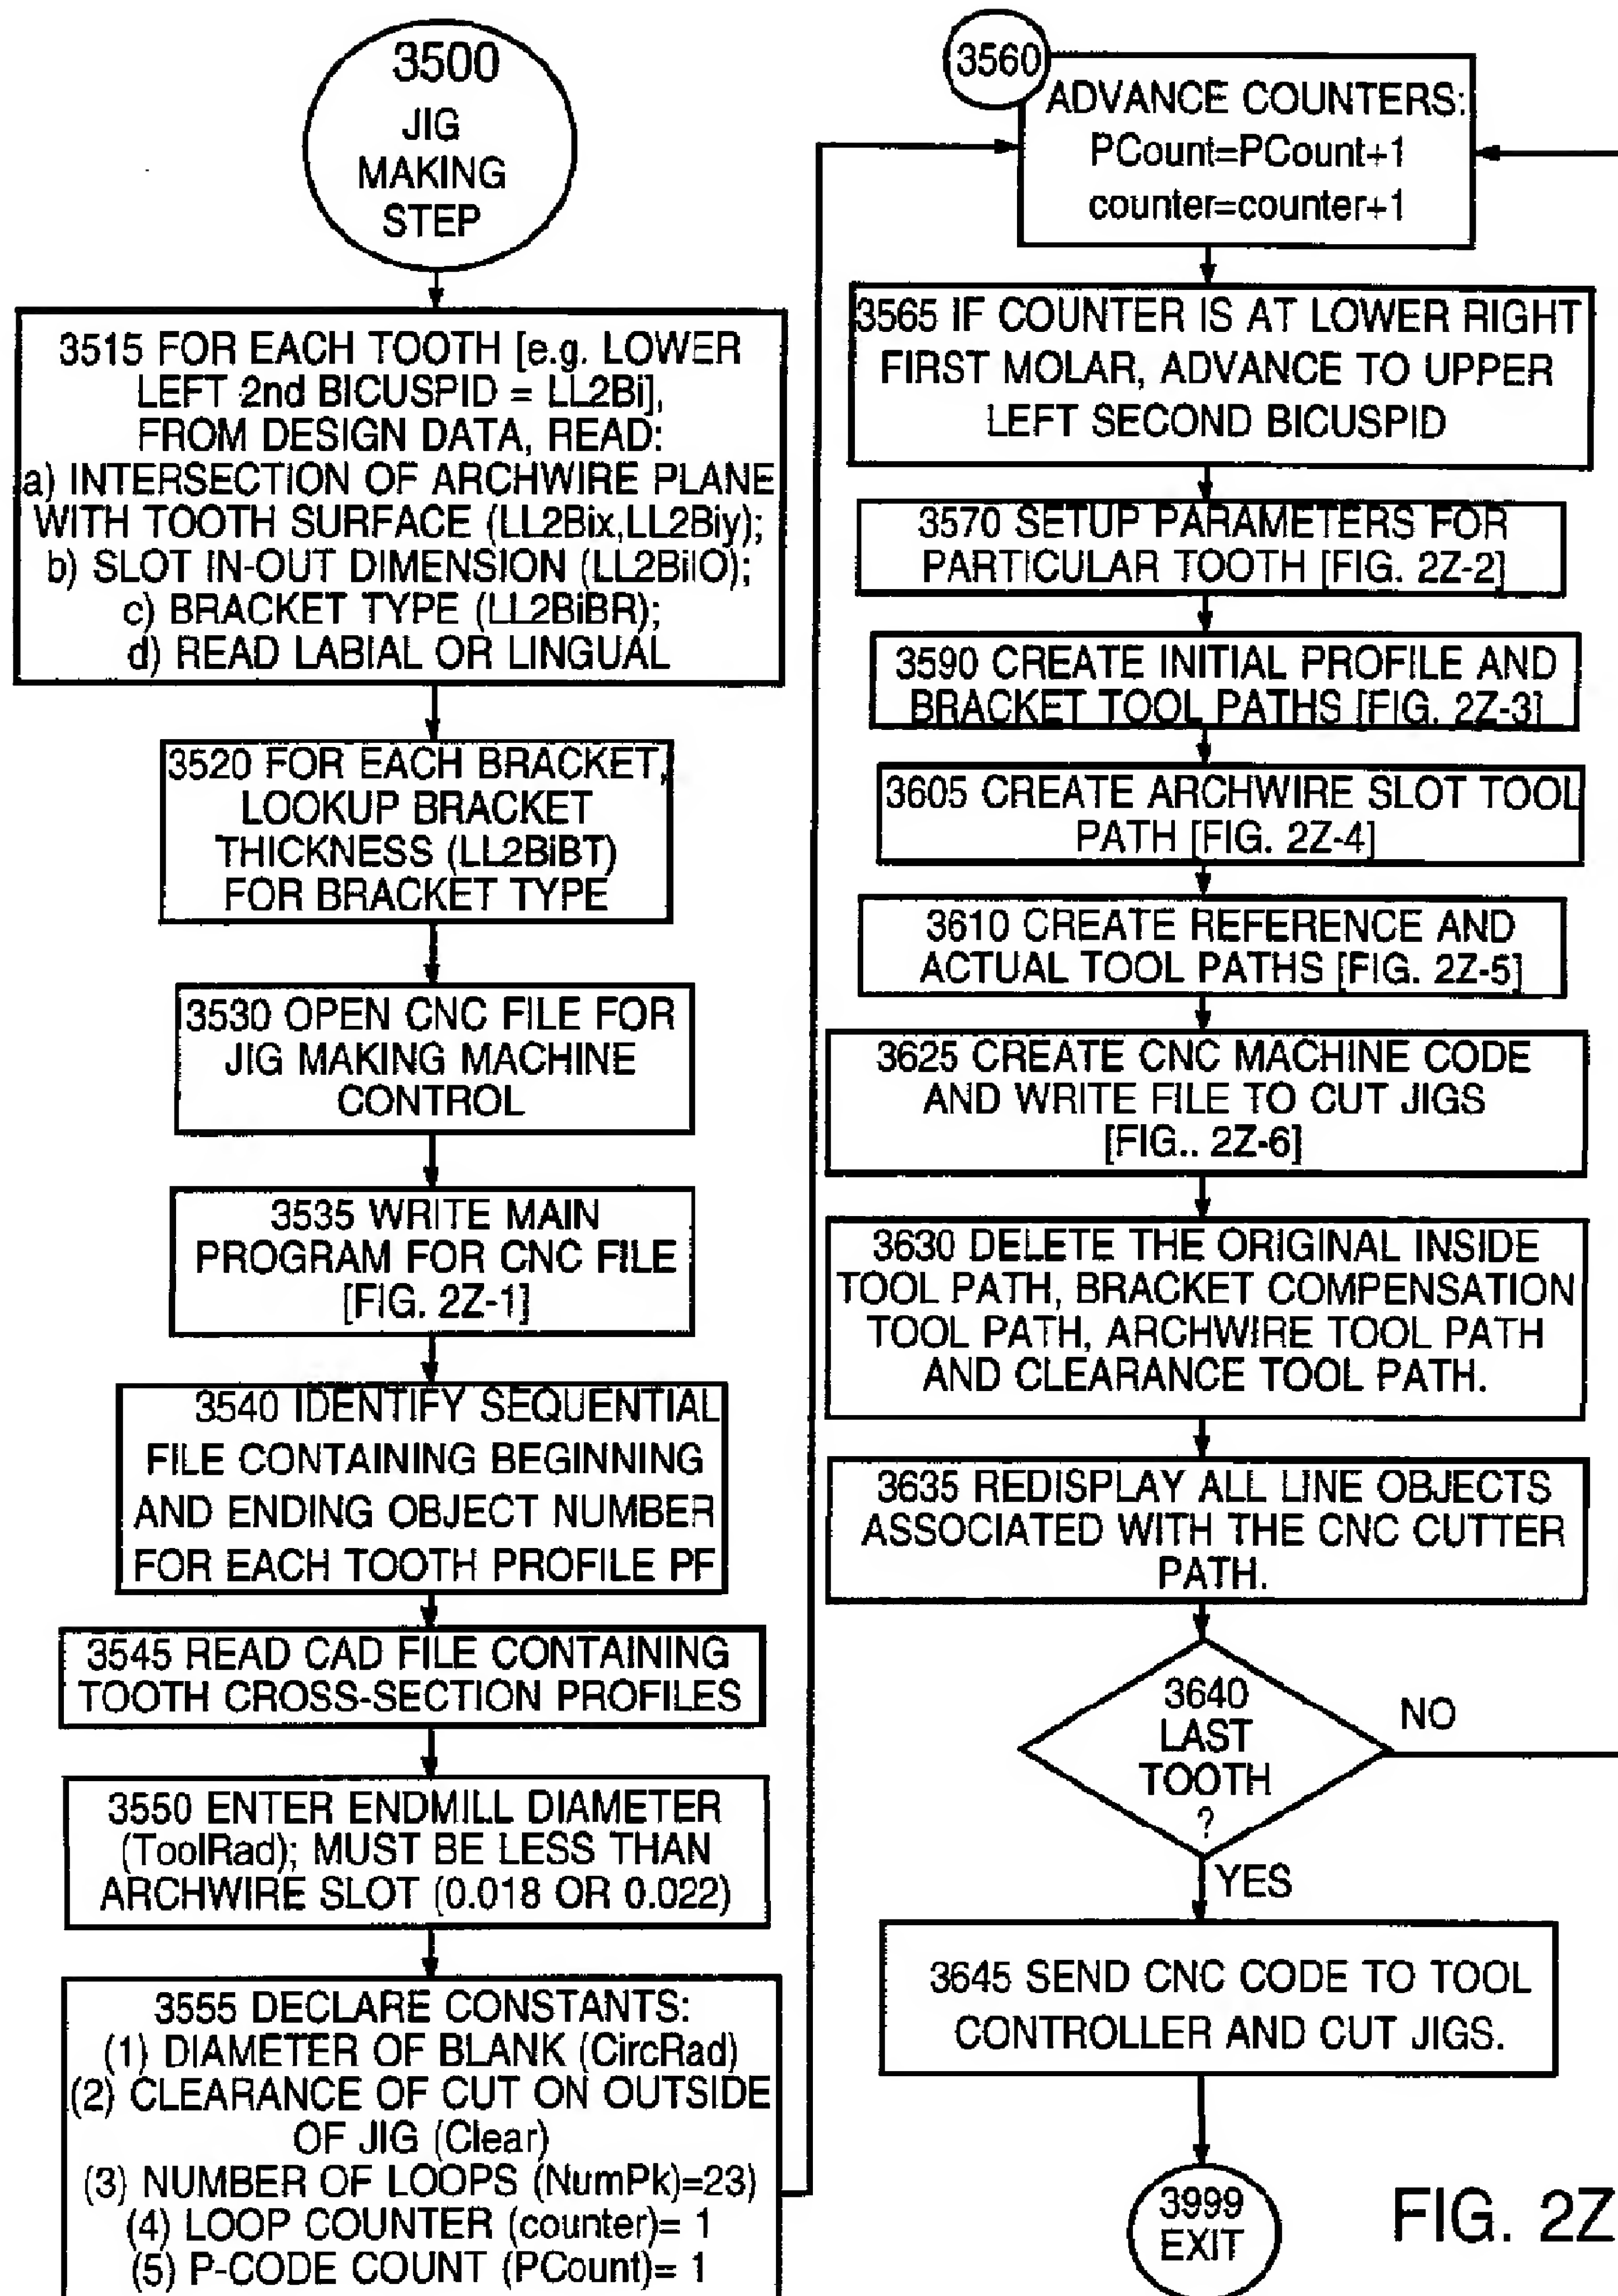 3500
JIG
MAKING
STEP
3515 FOR EACH TOOTH [e.g. LOWER
LEFT 2nd BICUSPID = LL2Bi],
FROM DESIGN DATA, READ:
a) INTERSECTION OF ARCHWIRE PLANE
WITH TOOTH SURFACE (LL2Bix,LL2Biy);
b) SLOT IN-OUT DIMENSION (LL2BiIO);
c) BRACKET TYPE (LL2BiBR);
d) READ LABIAL OR LINGUAL
3520 FOR EACH BRACKET,
LOOKUP BRACKET
THICKNESS (LL2BiBT)
FOR BRACKET TYPE
3530 OPEN CNC FILE FOR
JIG MAKING MACHINE
CONTROL
3535 WRITE MAIN
PROGRAM FOR CNC FILE
[FIG. 2Z-1]
3540 IDENTIFY SEQUENTIAL
FILE CONTAINING BEGINNING
AND ENDING OBJECT NUMBER
FOR EACH TOOTH PROFILE PF
3545 READ CAD FILE CONTAINING
TOOTH CROSS-SECTION PROFILES
3550 ENTER ENDMILL DIAMETER
(ToolRad); MUST BE LESS THAN
ARCHWIRE SLOT (0.018 OR 0.022)
3555 DECLARE CONSTANTS:
(1) DIAMETER OF BLANK (CircRad)
(2) CLEARANCE OF CUT ON OUTSIDE
OF JIG (Clear)
(3) NUMBER OF LOOPS (NumPk)=23)
(4) LOOP COUNTER (counter)= 1
(5) P-CODE COUNT (PCount)= 1
3560
ADVANCE COUNTERS:
PCount=PCount+1
counter=counter+1
3565 IF COUNTER IS AT LOWER RIGHT
FIRST MOLAR, ADVANCE TO UPPER
LEFT SECOND BICUSPID
3570 SETUP PARAMETERS FOR
PARTICULAR TOOTH [FIG. 2Z-2]
3590 CREATE INITIAL PROFILE AND
BRACKET TOOL PATHS [FIG. 2Z-3]
3605 CREATE ARCHWIRE SLOT TOOL
PATH [FIG. 2Z-4]
3610 CREATE REFERENCE AND
ACTUAL TOOL PATHS [FIG. 2Z-5]
3625 CREATE CNC MACHINE CODE
AND WRITE FILE TO CUT JIGS
[FIG.. 2Z-6]
3630 DELETE THE ORIGINAL INSIDE
TOOL PATH, BRACKET COMPENSATION
TOOL PATH, ARCHWIRE TOOL PATH
AND CLEARANCE TOOL PATH.
3635 REDISPLAY ALL LINE OBJECTS
ASSOCIATED WITH THE CNC CUTTER
PATH.
3640
LAST
TOOTH
?
NO
YES
3645 SEND CNC CODE TO TOOL
CONTROLLER AND CUT JIGS.
3999
EXIT
FIG. 2Z